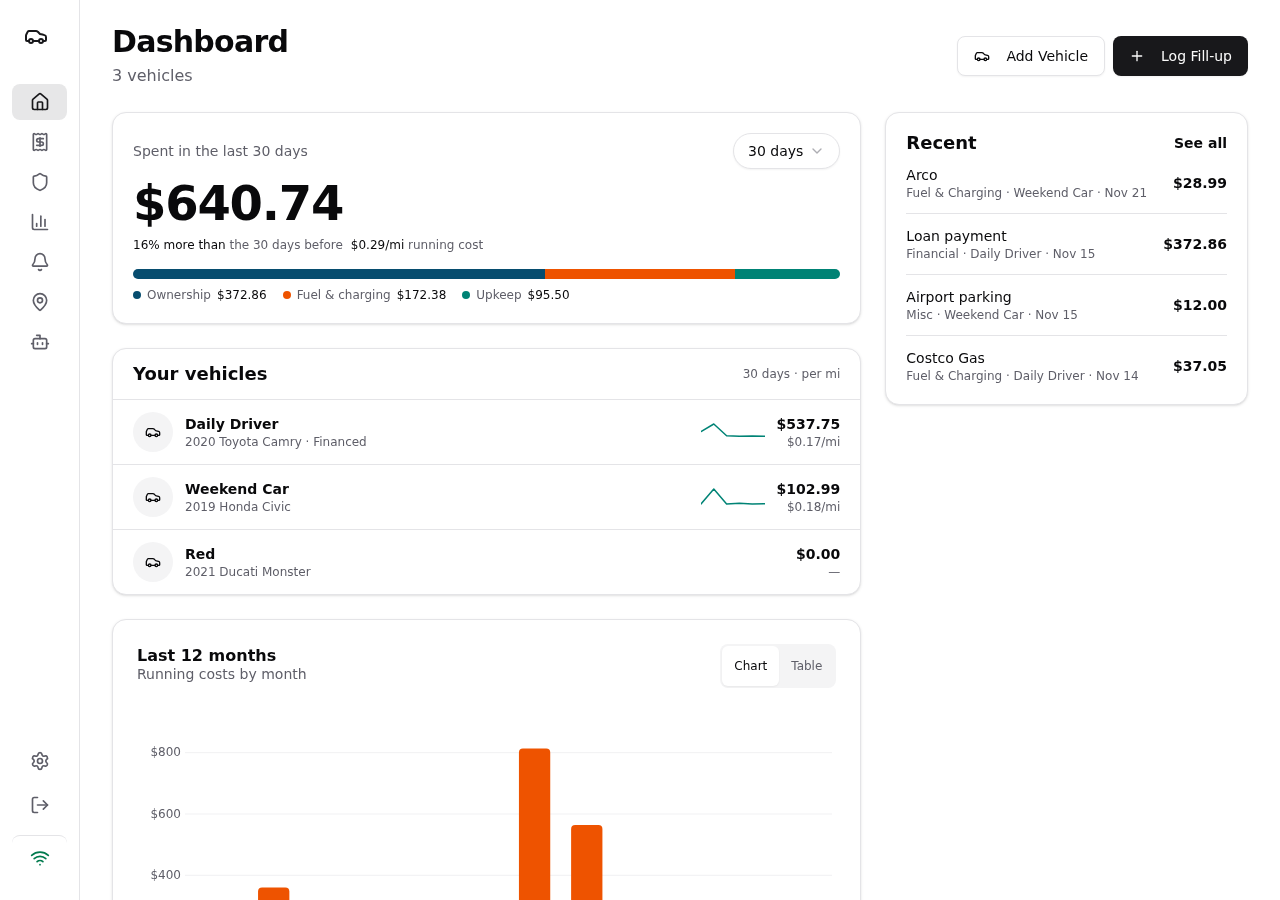 Dashboard
3 vehicles
Add Vehicle
Log Fill-up
Spent in the last 30 days
30 days
$640.74
16% more than the 30 days before $0.29/mi running cost
Ownership $372.86 Fuel & charging $172.38 Upkeep $95.50
Your vehicles
30 days · per mi
Daily Driver
2020 Toyota Camry · Financed
$537.75
$0.17/mi
Weekend Car
2019 Honda Civic
$102.99
$0.18/mi
Red
2021 Ducati Monster
$0.00
—
Last 12 months
Running costs by month
Chart
Table
$800
$600
$400
Recent
See all
Arco
Fuel & Charging · Weekend Car · Nov 21
$28.99
Loan payment
Financial · Daily Driver · Nov 15
$372.86
Airport parking
Misc · Weekend Car · Nov 15
$12.00
Costco Gas
Fuel & Charging · Daily Driver · Nov 14
$37.05